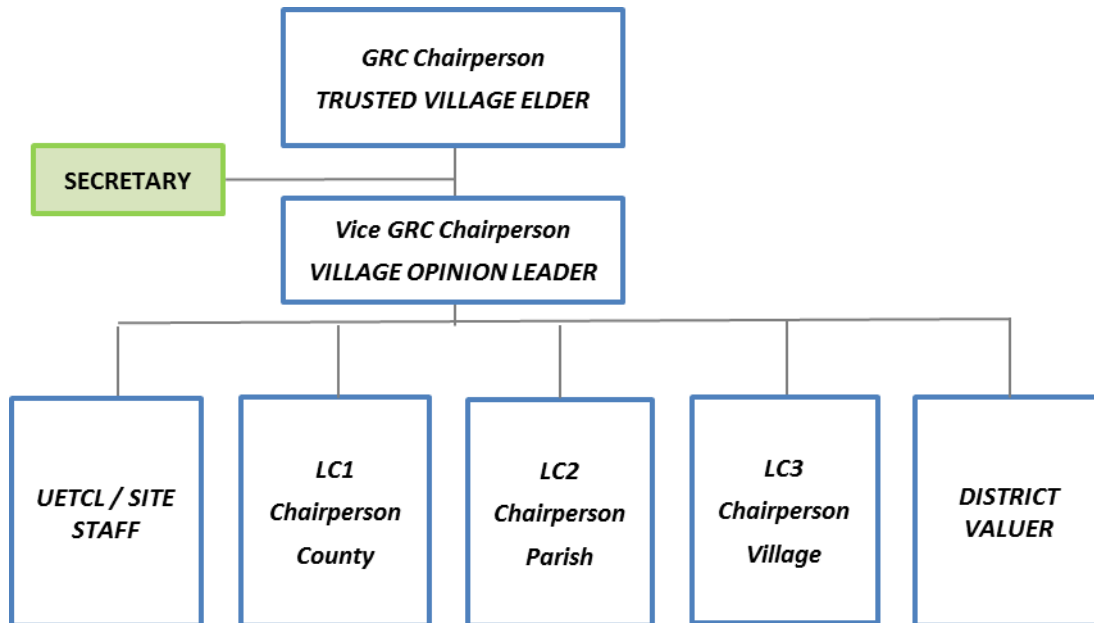 GRC Chairperson
TRUSTED VILLAGE ELDER
SECRETARY
Vice GRC Chairperson
VILLAGE OPINION LEADER
UETCL / SITE
STAFF
LC1
Chairperson
County
LC2
Chairperson
Parish
LC3
Chairperson
Village
DISTRICT
VALUER